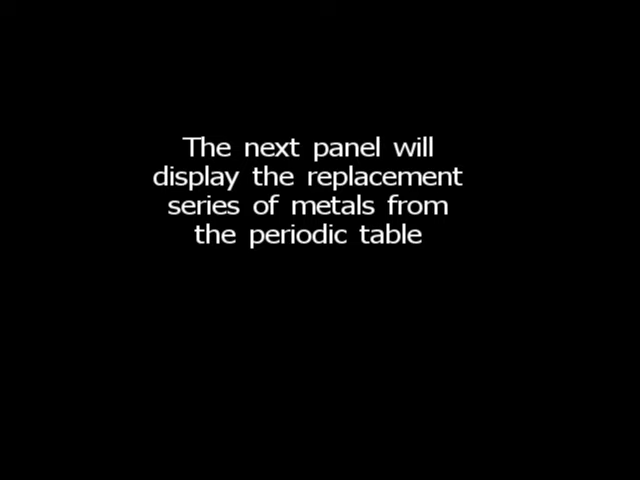 The next panel will
display the replacement
series of metals from
the periodic table